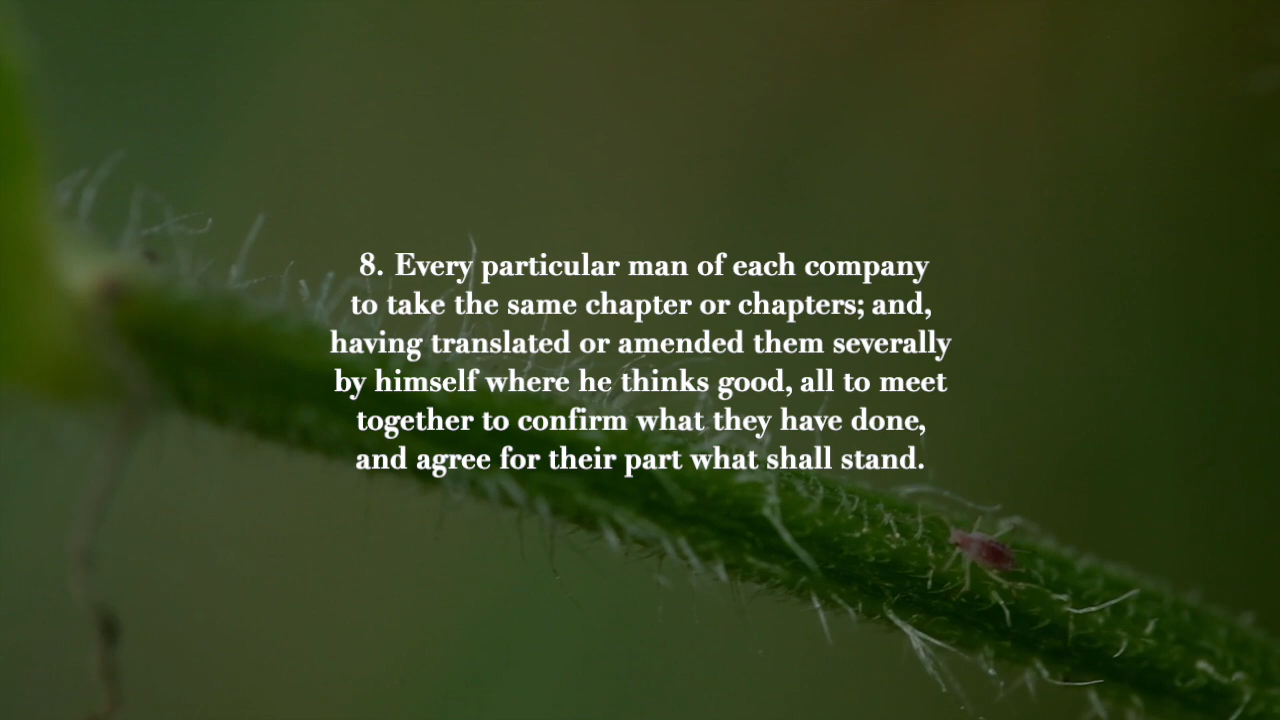 8. Every particular man of each company
to take the same chapter or chapters; and,
having translated or amended them severally
by himself where he thinks good, all to meet
together to confirm what they have done,
and agree for their part what shall stand.